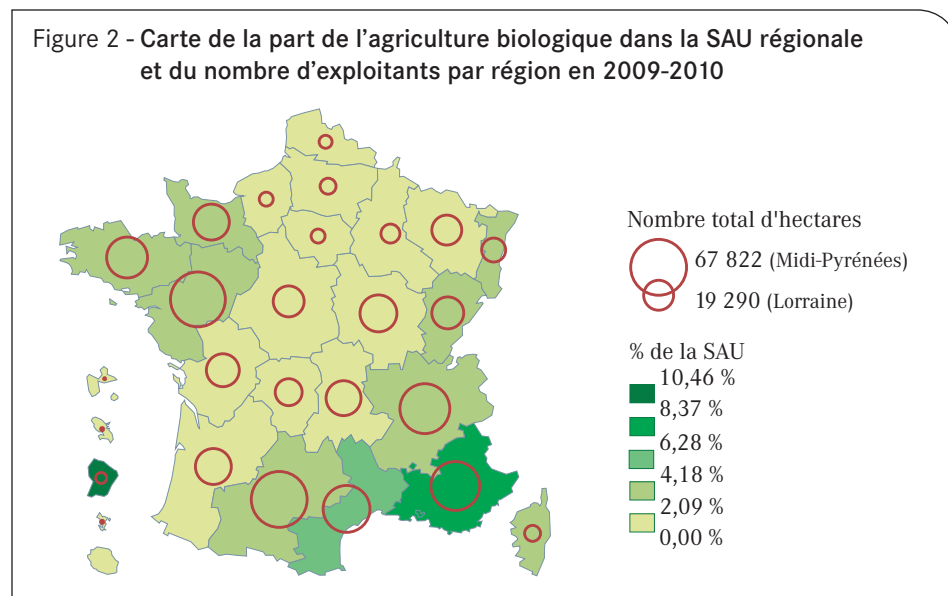 Figure 2 - Carte de la part de l'agriculture biologique dans la SAU régionale
et du nombre d'exploitants par région en 2009-2010
Nombre total d'hectares
67 822 (Midi-Pyrénées)
19 290 (Lorraine)
% de la SAU
10,46 %
8,37 %
6,28 %
4,18 %
2,09 %
0,00 %